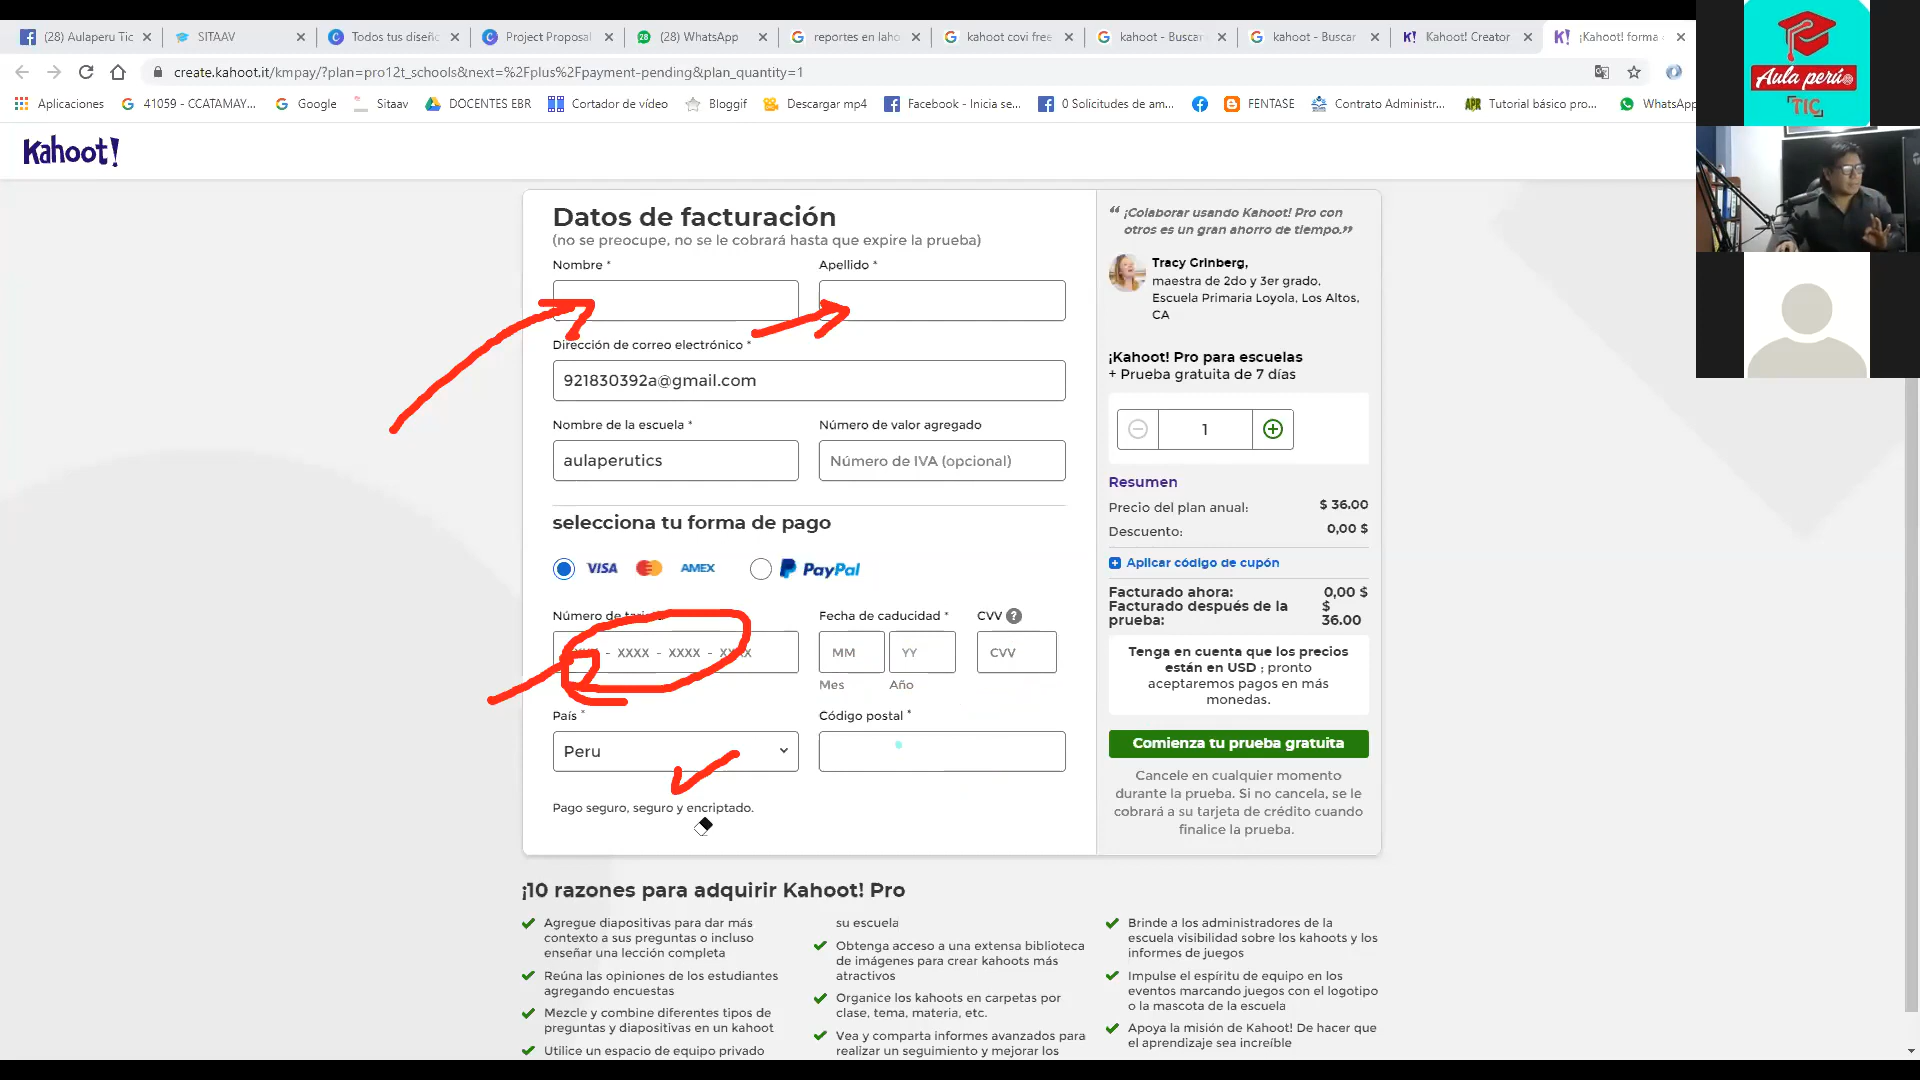 (28) Aulaperu Tic
SITAAV
Todos tus diseñ
Project Proposal
(28) WhatsApp
reportes en laho
kahoot covi free
kahoot - Buscar
kahoot - Buscar
Kahoot! Creator
¡Kahoot! forma
create.kahoot.it/kmpay/?plan=pro12t_schools&next=%2Fplus%2Fpayment-pending&plan_quantity=1
Aplicaciones
41059 - CCATAMAY...
Google
Sitaav
DOCENTES EBR
Cortador de vídeo
Bloggif
Descargar mp4
Facebook - Inicia se...
0 Solicitudes de am...
FENTASE
Contrato Administr...
Tutorial básico pro...
WhatsApp
Aula perú
TIC
Kahoot!
Datos de facturación
(no se preocupe, no se le cobrará hasta que expire la prueba)
Nombre *
Apellido *
Dirección de correo electrónico *
921830392a@gmail.com
Nombre de la escuela *
Número de valor agregado
aulaperutics
Número de IVA (opcional)
selecciona tu forma de pago
VISA
AMEX
PayPal
Número de
Fecha de caducidad *
CVV ?
- XXXX - XXXX - XXXX
MM
YY
CVV
Mes
Año
País *
Código postal *
Peru
Pago seguro, seguro y encriptado.
“ ¡Colaborar usando Kahoot! Pro con
otros es un gran ahorro de tiempo.”
Tracy Grinberg,
maestra de 2do y 3er grado,
Escuela Primaria Loyola, Los Altos,
CA
¡Kahoot! Pro para escuelas
+ Prueba gratuita de 7 días
1
Resumen
Precio del plan anual: $ 36.00
Descuento: 0,00 $
Aplicar código de cupón
Facturado ahora: 0,00 $
Facturado después de la $
prueba: 36.00
Tenga en cuenta que los precios
están en USD ; pronto
aceptaremos pagos en más
monedas.
Comienza tu prueba gratuita
Cancele en cualquier momento
durante la prueba. Si no cancela, se le
cobrará a su tarjeta de crédito cuando
finalice la prueba.
¡10 razones para adquirir Kahoot! Pro
Agregue diapositivas para dar más
contexto a sus preguntas o incluso
enseñar una lección completa
Reúna las opiniones de los estudiantes
agregando encuestas
Mezcle y combine diferentes tipos de
preguntas y diapositivas en un kahoot
Utilice un espacio de equipo privado
su escuela
Obtenga acceso a una extensa biblioteca
de imágenes para crear kahoots más
atractivos
Organice los kahoots en carpetas por
clase, tema, materia, etc.
Vea y comparta informes avanzados para
realizar un seguimiento y mejorar los
Brinde a los administradores de la
escuela visibilidad sobre los kahoots y los
informes de juegos
Impulse el espíritu de equipo en los
eventos marcando juegos con el logotipo
o la mascota de la escuela
Apoya la misión de Kahoot! De hacer que
el aprendizaje sea increíble